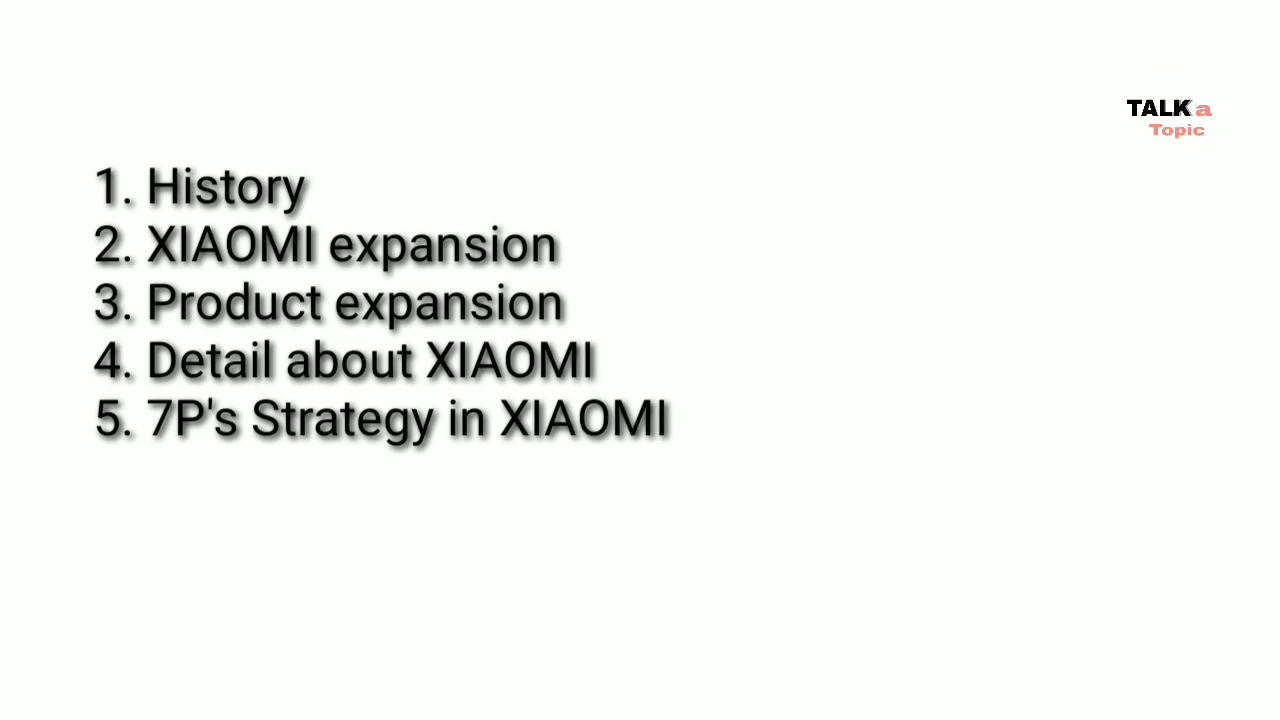 TALK a
Topic
1. History
2. XIAOMI expansion
3. Product expansion
4. Detail about XIAOMI
5. 7P's Strategy in XIAOMI